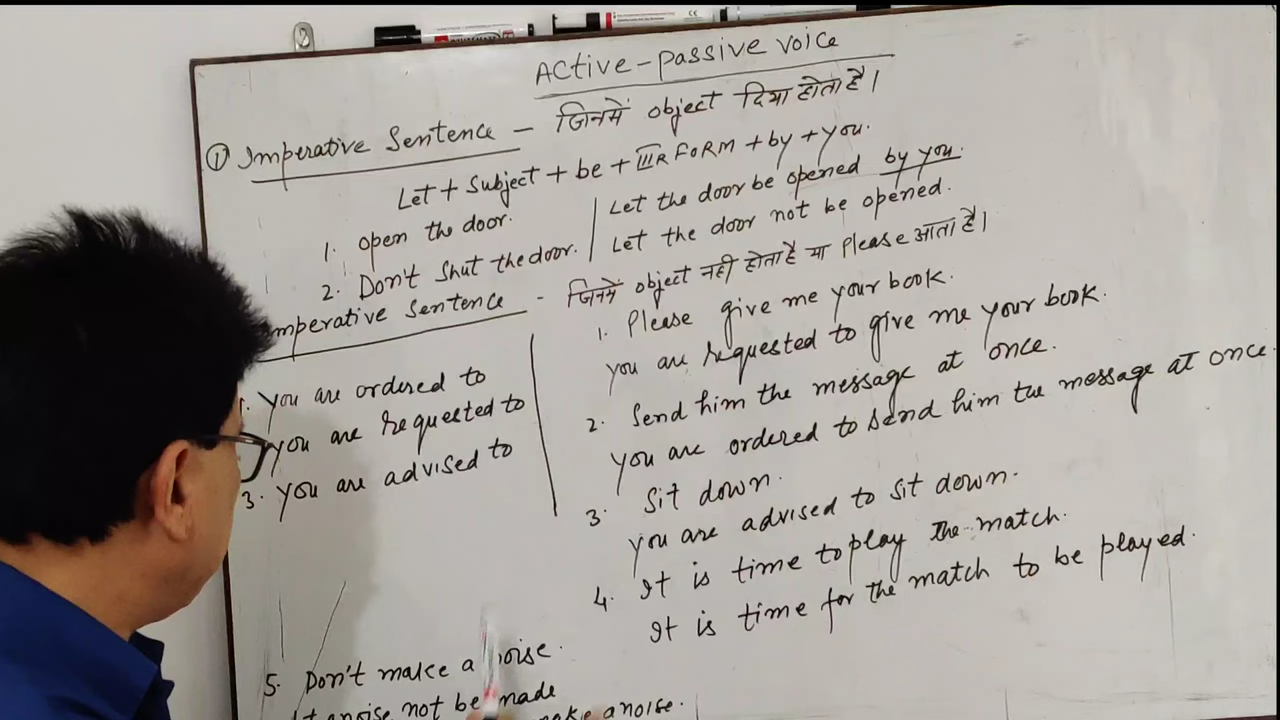 Active-passive voice
① Imperative Sentence – जिनमें object दिया होता है।
Let + Subject + be + IIIR FORM + by + you.
1. open the door.
Let the door be opened by you.
2. Don't Shut the door.
Let the door not be opened.
Imperative Sentence - जिनमें object नही होता है या Please आता है।
1. you are ordered to
you are requested to
3. you are advised to
1. Please give me your book.
you are requested to give me your book.
2. Send him the message at once.
you are ordered to send him the message at once.
3. Sit down.
you are advised to sit down.
4. It is time to play the match.
It is time for the match to be played.
5. Don't make a noise.
noise not be made
make a noise.